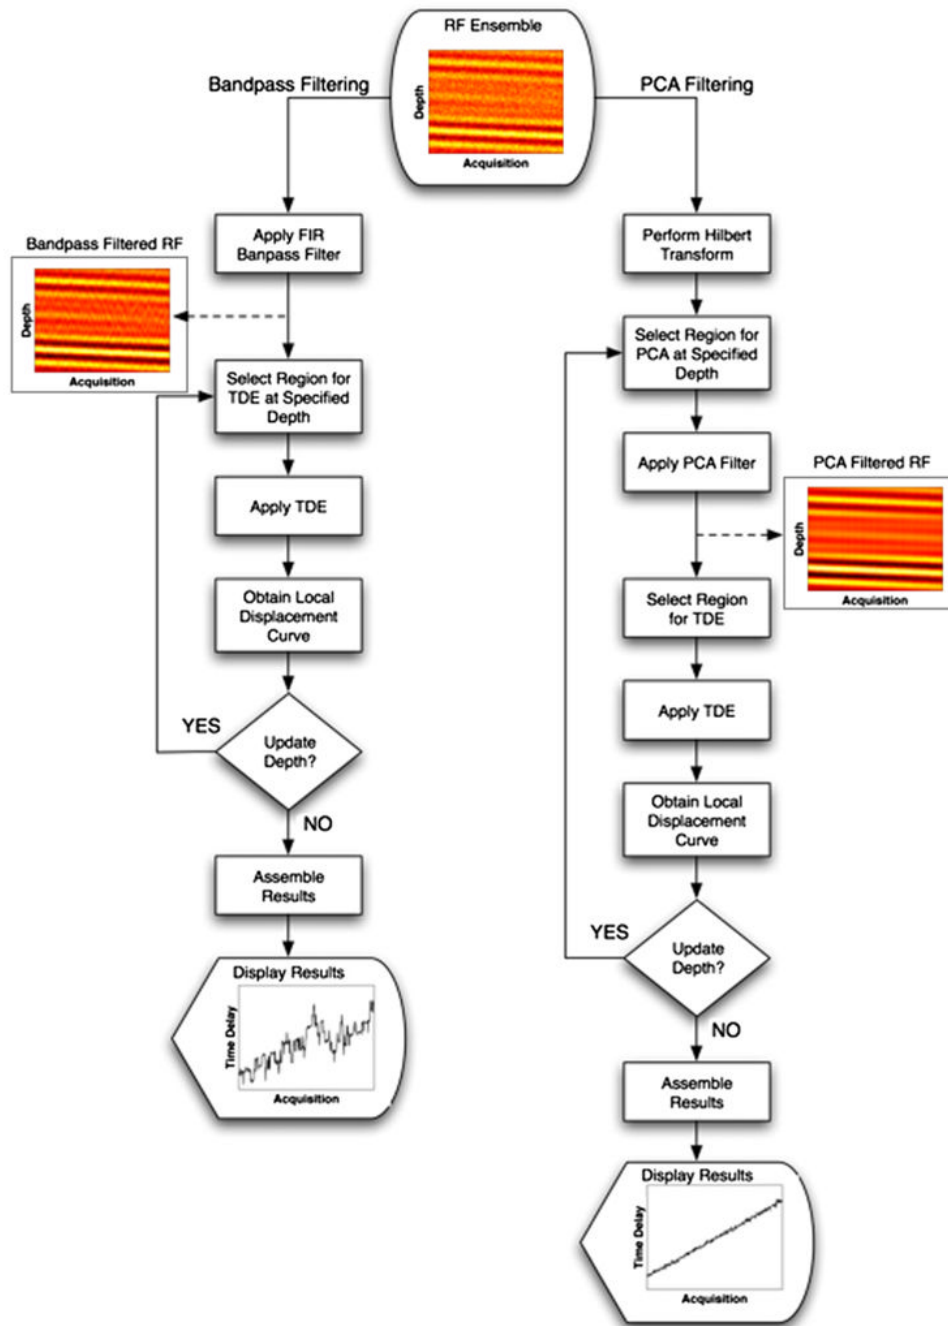 RF Ensemble
Depth
Acquisition
Bandpass Filtering
Apply FIR
Banpass Filter
Bandpass Filtered RF
Depth
Acquisition
Select Region for
TDE at Specified
Depth
Apply TDE
Obtain Local
Displacement
Curve
YES
Update
Depth?
NO
Assemble
Results
Display Results
Time Delay
Acquisition
PCA Filtering
Perform Hilbert
Transform
Select Region for
PCA at Specified
Depth
Apply PCA Filter
PCA Filtered RF
Depth
Acquisition
Select Region
for TDE
Apply TDE
Obtain Local
Displacement
Curve
YES
Update
Depth?
NO
Assemble
Results
Display Results
Time Delay
Acquisition